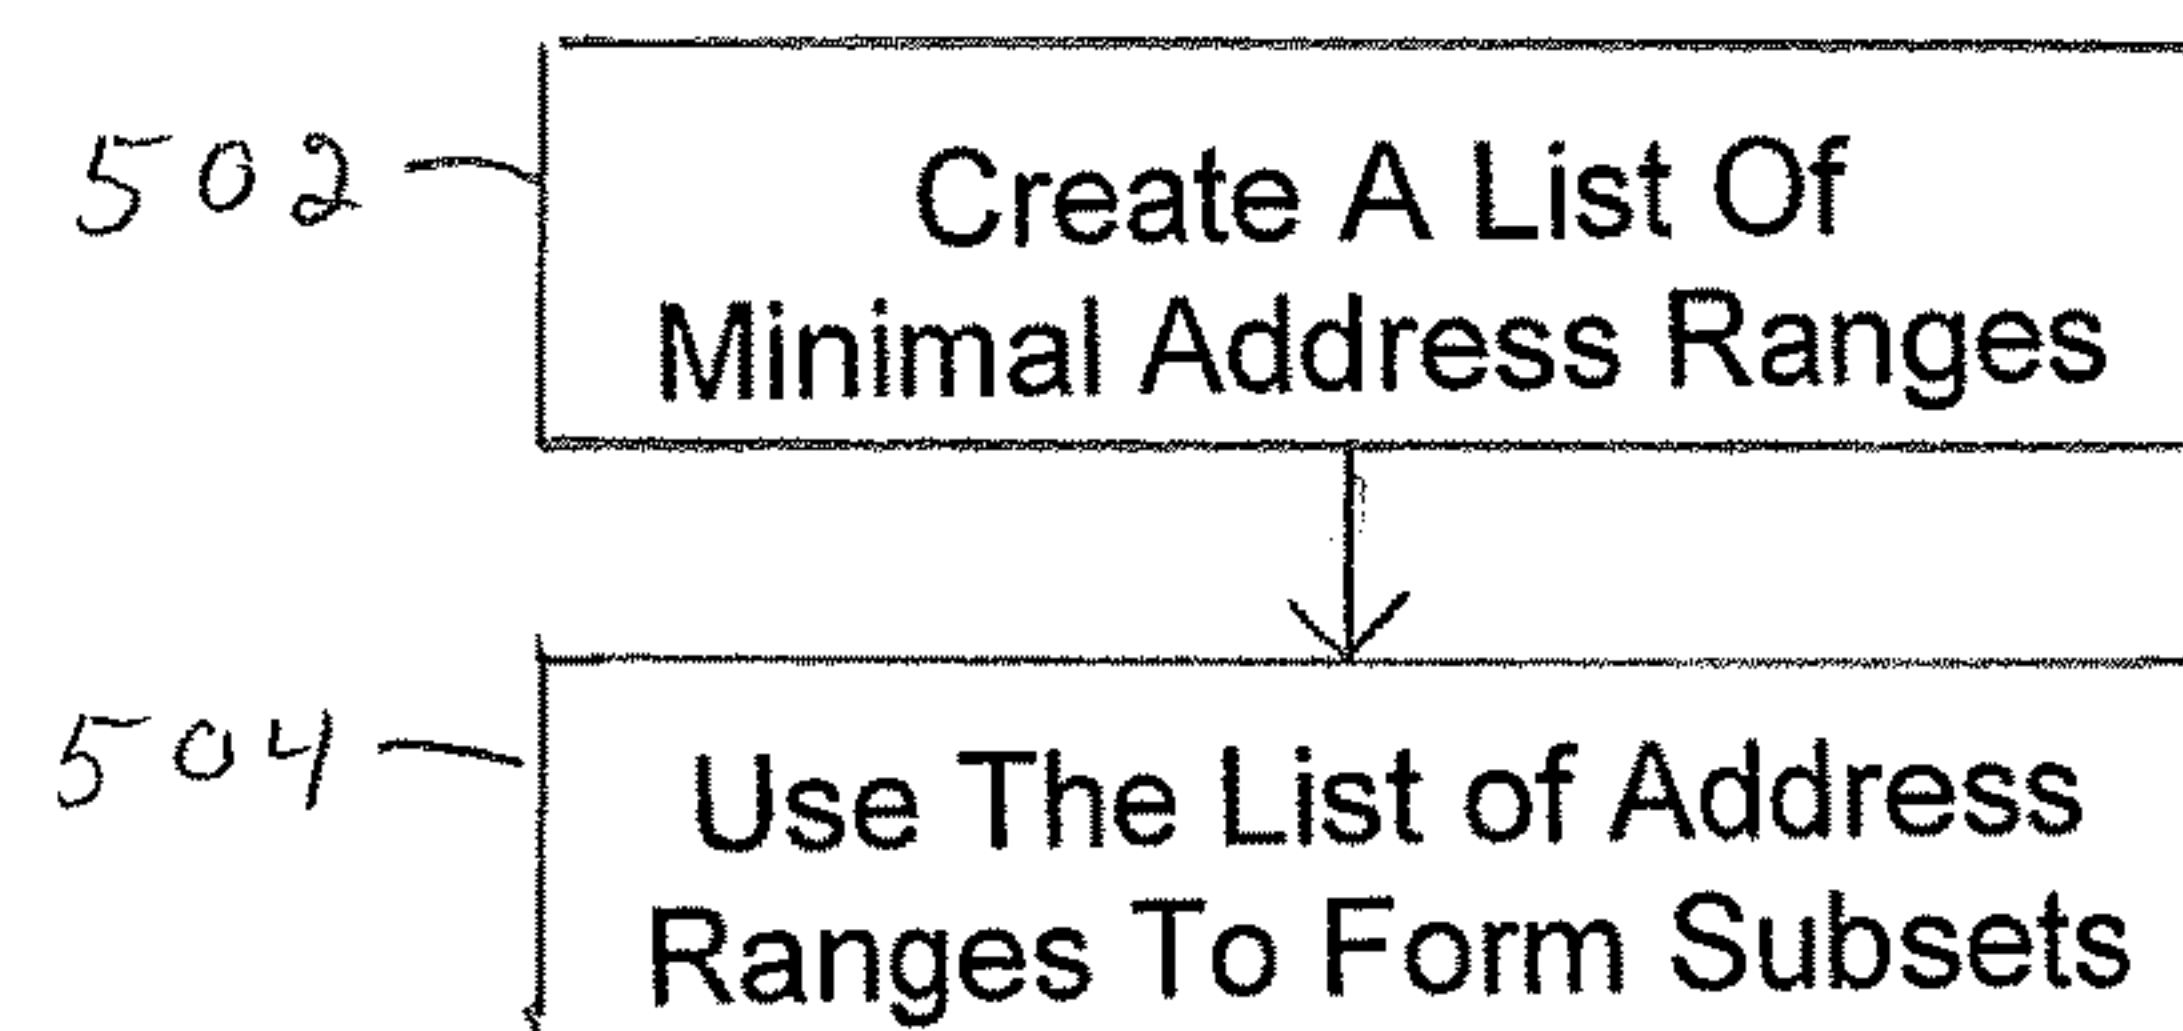 502
Create A List Of
Minimal Address Ranges
504
Use The List of Address
Ranges To Form Subsets